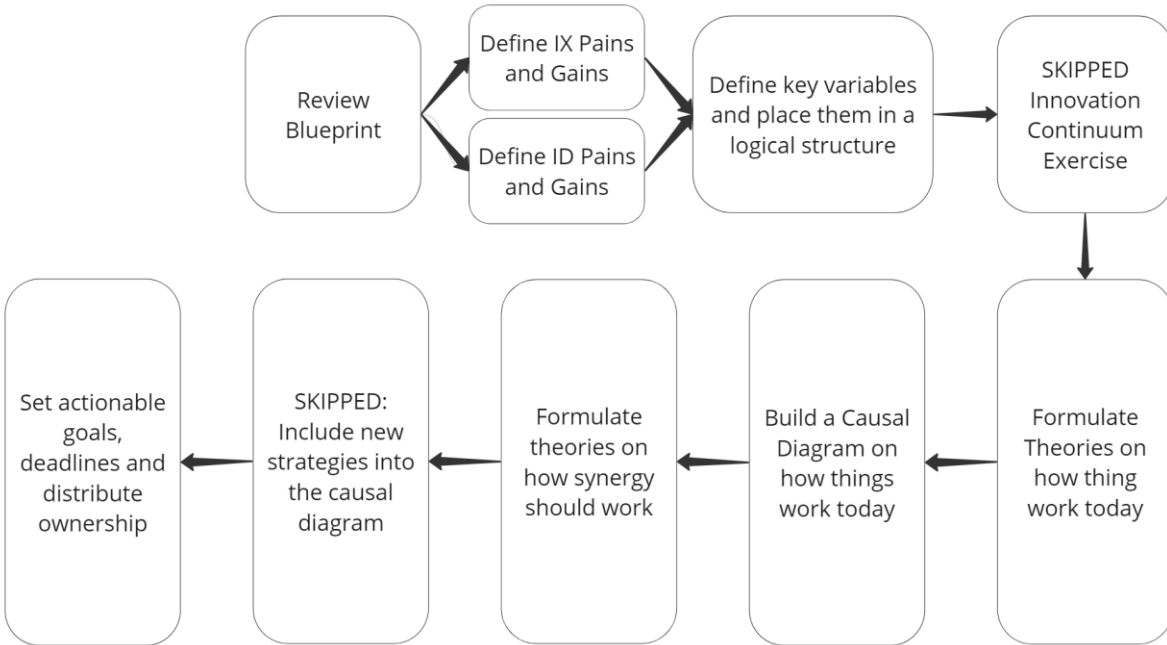 Review
Blueprint
Define IX Pains
and Gains
Define ID Pains
and Gains
Define key variables
and place them in a
logical structure
SKIPPED
Innovation
Continuum
Exercise
Formulate
Theories on
how thing
work today
Build a Causal
Diagram on
how things
work today
Formulate
theories on
how synergy
should work
SKIPPED:
Include new
strategies into
the causal
diagram
Set actionable
goals,
deadlines and
distribute
ownership